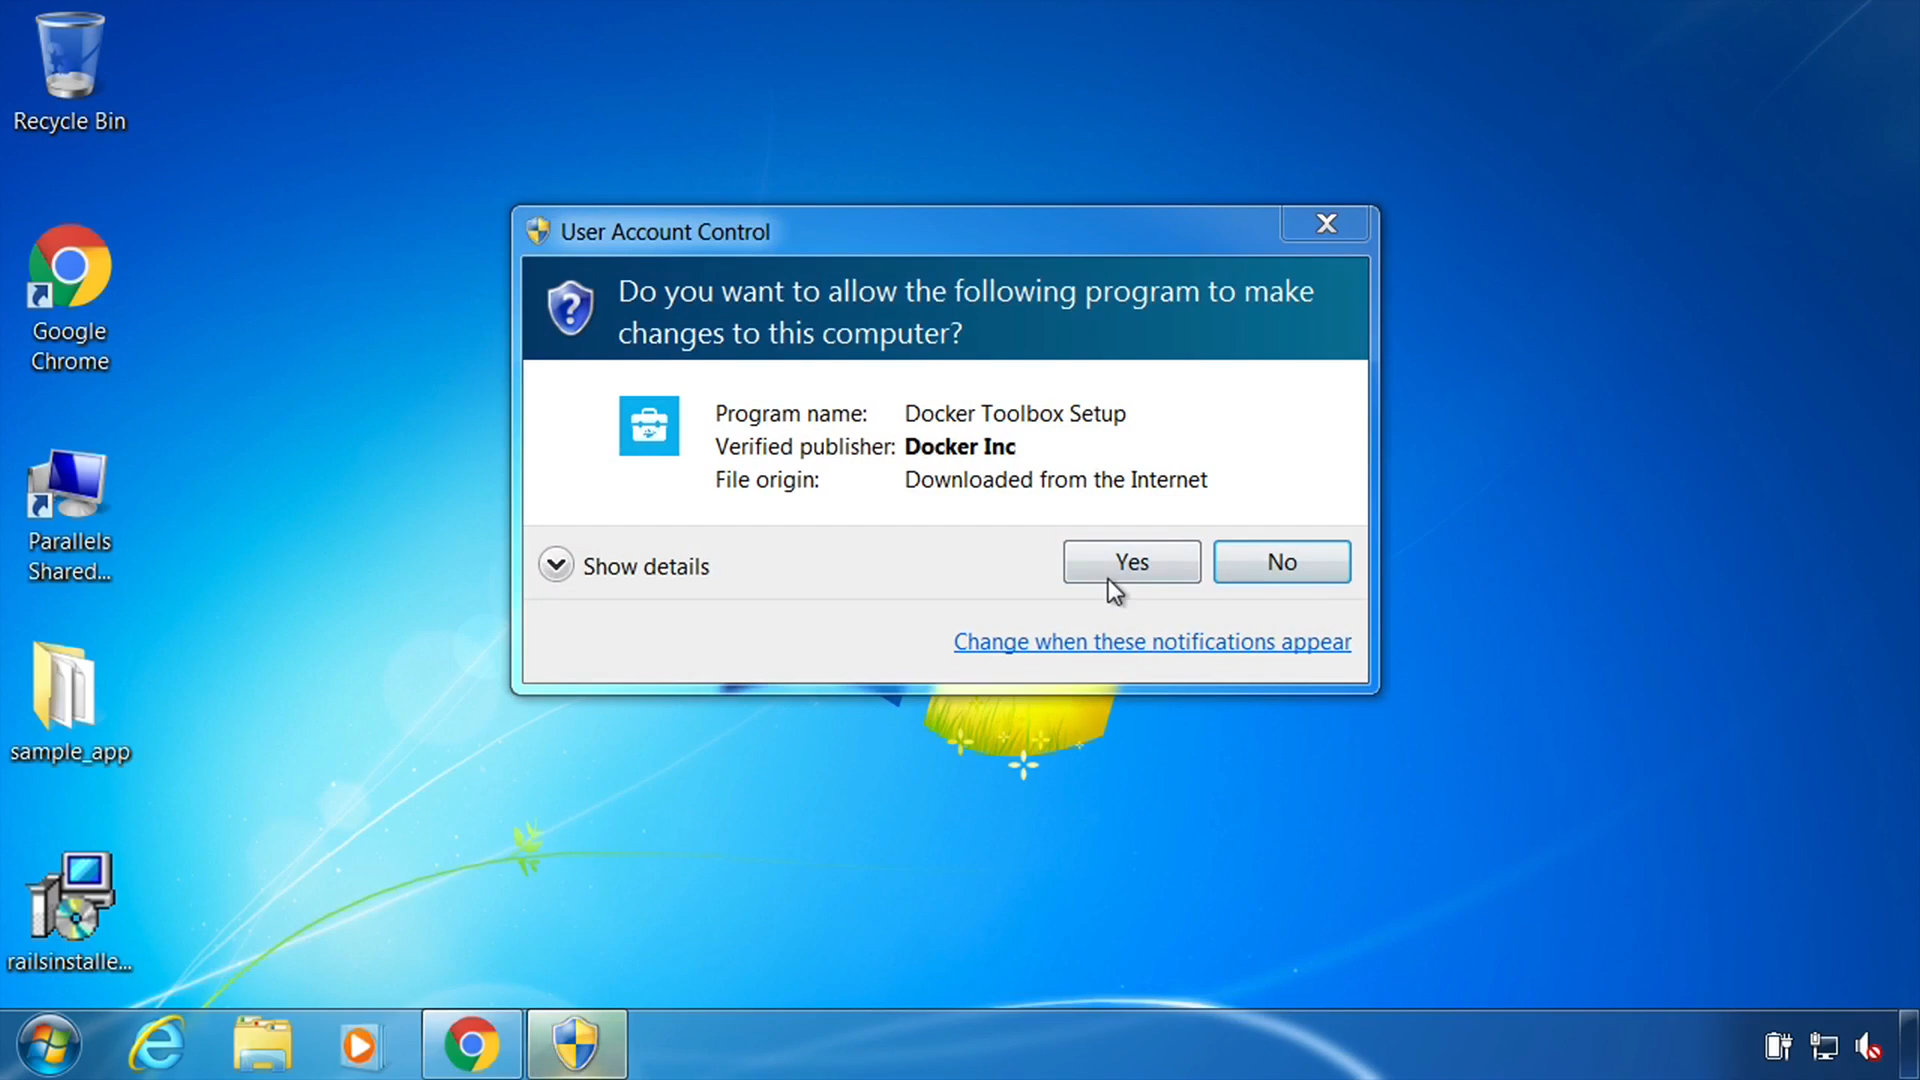 Recycle Bin
Google
Chrome
Parallels
Shared...
sample_app
railsinstalle...
User Account Control
X
Do you want to allow the following program to make
changes to this computer?
Program name: Docker Toolbox Setup
Verified publisher: Docker Inc
File origin: Downloaded from the Internet
Show details
Yes
No
Change when these notifications appear